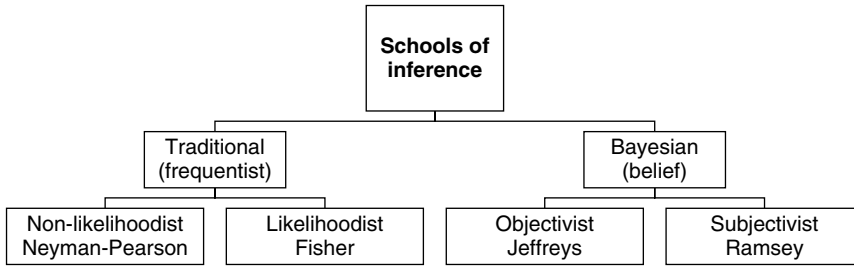 Schools of
inference
Traditional
(frequentist)
Bayesian
(belief)
Non-likelihoodist
Neyman-Pearson
Likelihoodist
Fisher
Objectivist
Jeffreys
Subjectivist
Ramsey